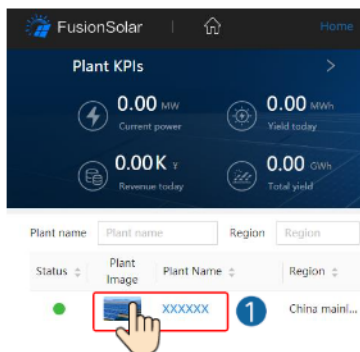 FusionSolar | Home
Plant KPIs >
0.00 MW
Current power
0.00 MWh
Yield today
0.00K ¥
Revenue today
0.00 GWh
Total yield
Plant name Plant name Region Region
Status Plant Image Plant Name Region
XXXXXX 1 China mainl...